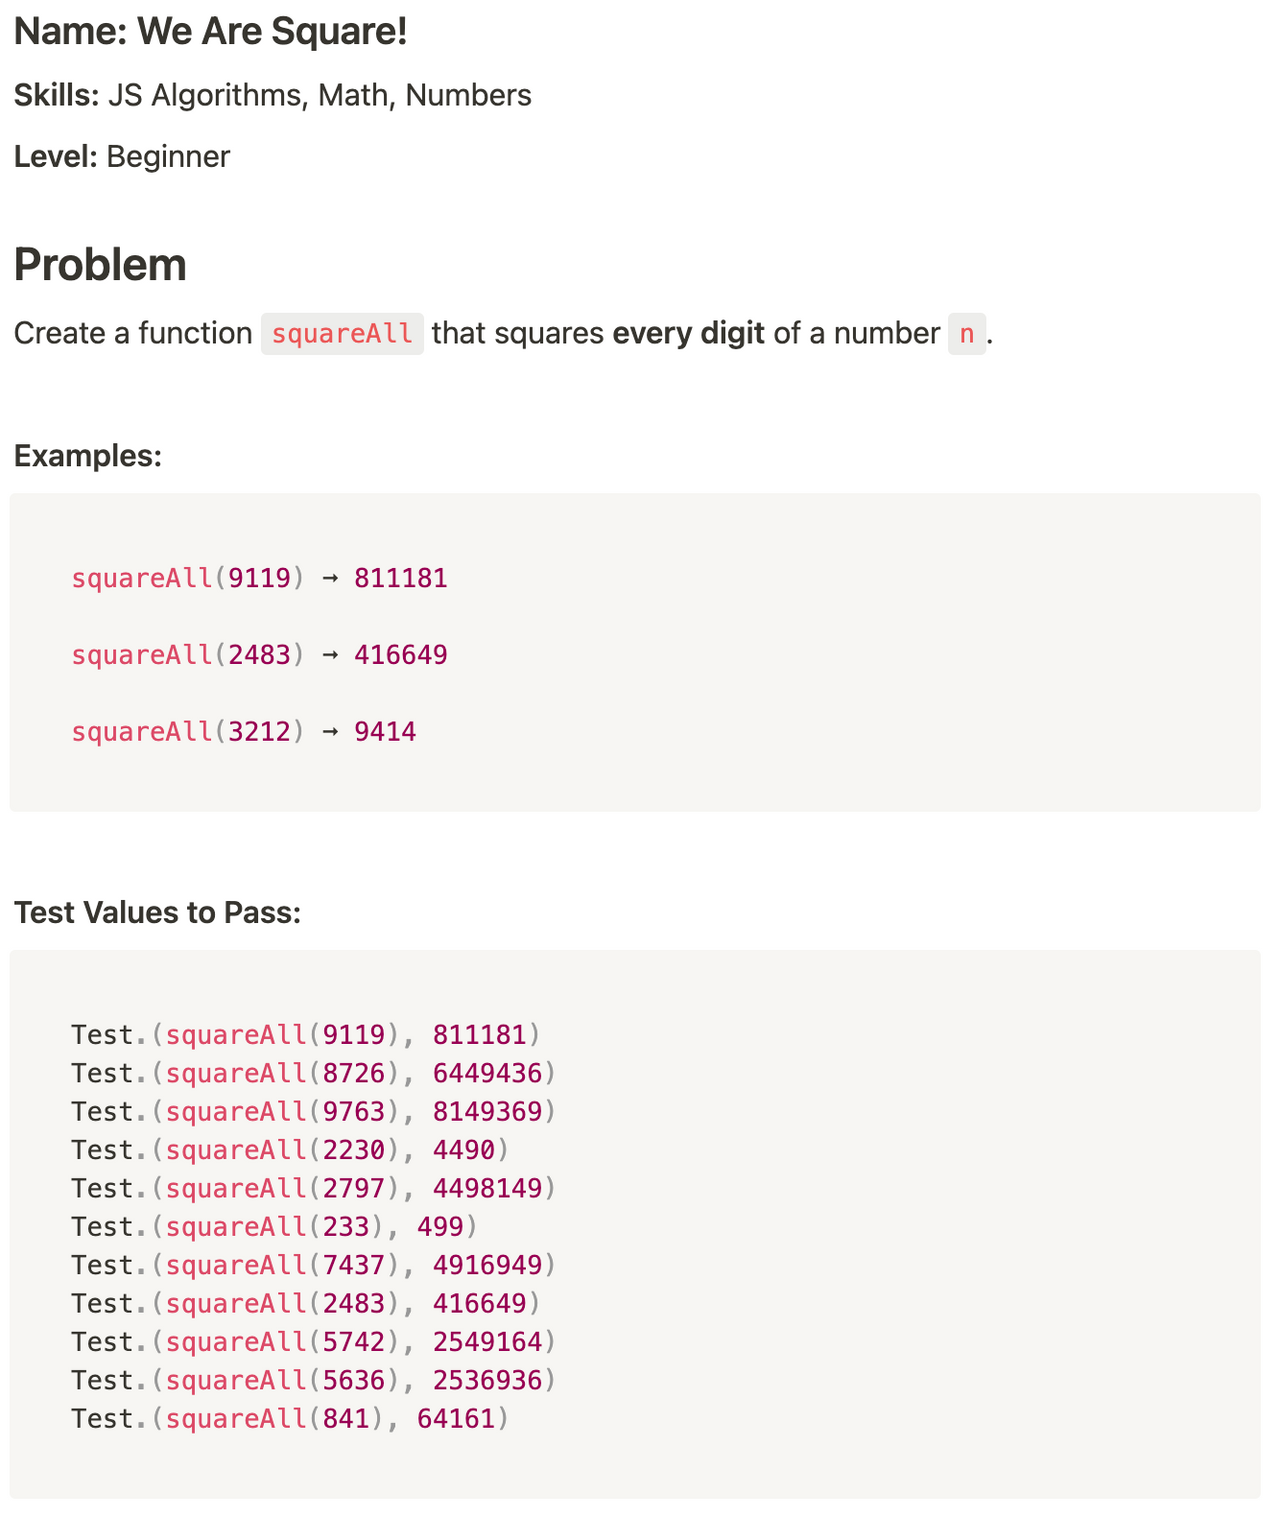 Name: We Are Square!
Skills: JS Algorithms, Math, Numbers
Level: Beginner
Problem
Create a function squareAll that squares every digit of a number n.
Examples:
squareAll(9119) → 811181
squareAll(2483) → 416649
squareAll(3212) → 9414
Test Values to Pass:
Test.(squareAll(9119), 811181)
Test.(squareAll(8726), 6449436)
Test.(squareAll(9763), 8149369)
Test.(squareAll(2230), 4490)
Test.(squareAll(2797), 4498149)
Test.(squareAll(233), 499)
Test.(squareAll(7437), 4916949)
Test.(squareAll(2483), 416649)
Test.(squareAll(5742), 2549164)
Test.(squareAll(5636), 2536936)
Test.(squareAll(841), 64161)